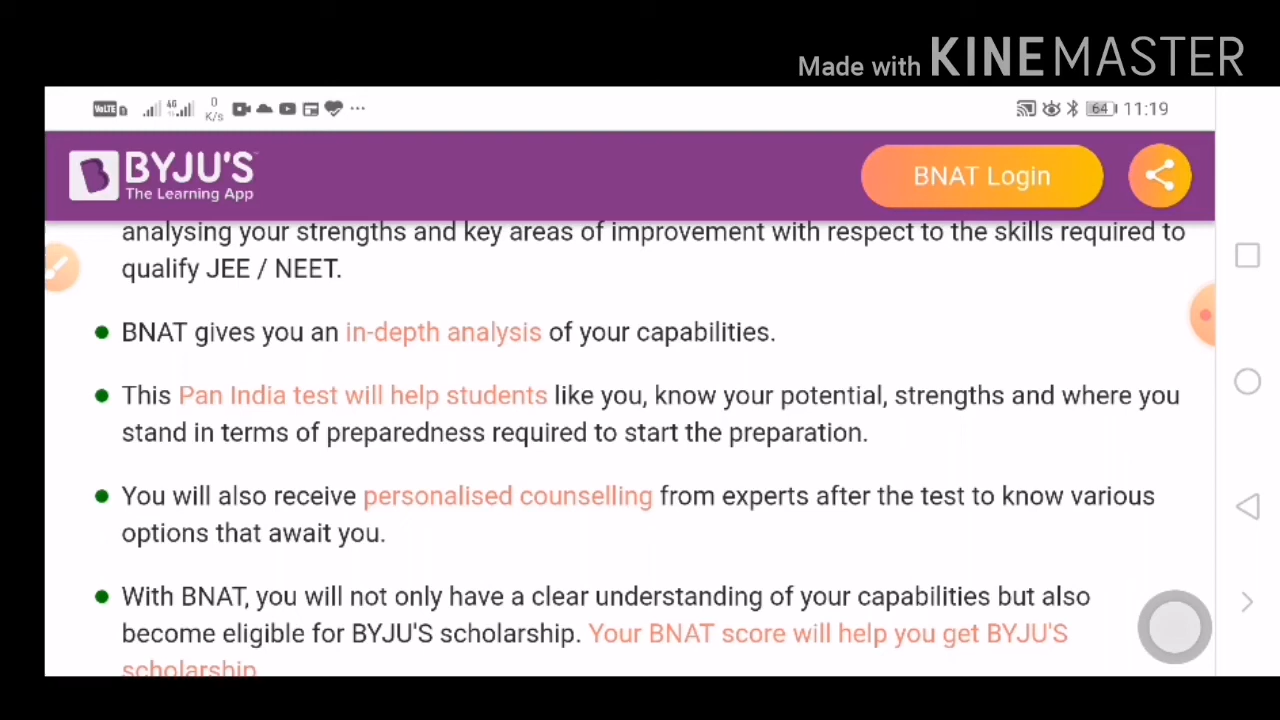 Made with KINEMASTER
VoLTE 4G 0 K/s 64 11:19
BYJU'S
The Learning App
BNAT Login
analysing your strengths and key areas of improvement with respect to the skills required to
qualify JEE / NEET.
BNAT gives you an in-depth analysis of your capabilities.
This Pan India test will help students like you, know your potential, strengths and where you
stand in terms of preparedness required to start the preparation.
You will also receive personalised counselling from experts after the test to know various
options that await you.
With BNAT, you will not only have a clear understanding of your capabilities but also
become eligible for BYJU'S scholarship. Your BNAT score will help you get BYJU'S
scholarship